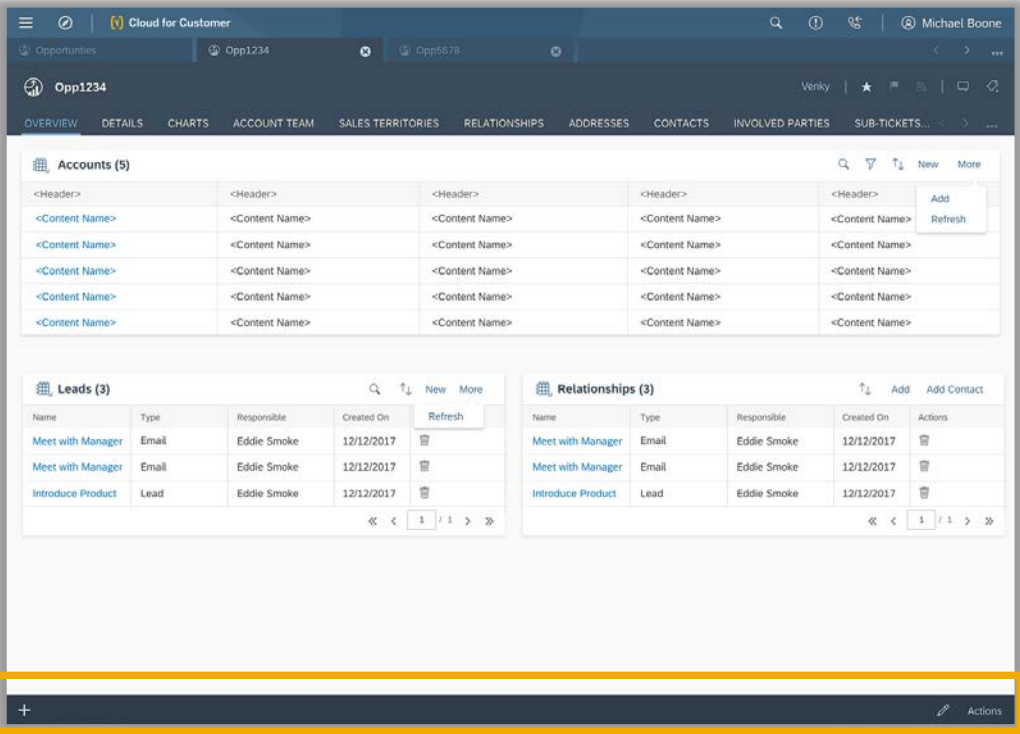 Cloud for Customer Michael Boone
Opportunties Opp1234 Opp5678 ...
Opp1234 Venky
OVERVIEW DETAILS CHARTS ACCOUNT TEAM SALES TERRITORIES RELATIONSHIPS ADDRESSES CONTACTS INVOLVED PARTIES SUB-TICKETS... ...
Accounts (5) New More
<Header> <Header> <Header> <Header> <Header> Add
<Content Name> <Content Name> <Content Name> <Content Name> <Content Name> Refresh
<Content Name> <Content Name> <Content Name> <Content Name> <Content Name>
<Content Name> <Content Name> <Content Name> <Content Name> <Content Name>
<Content Name> <Content Name> <Content Name> <Content Name> <Content Name>
<Content Name> <Content Name> <Content Name> <Content Name> <Content Name>
Leads (3) New More
Name Type Responsible Created On Refresh
Meet with Manager Email Eddie Smoke 12/12/2017
Meet with Manager Email Eddie Smoke 12/12/2017
Introduce Product Lead Eddie Smoke 12/12/2017
1 / 1
Relationships (3) Add Add Contact
Name Type Responsible Created On Actions
Meet with Manager Email Eddie Smoke 12/12/2017
Meet with Manager Email Eddie Smoke 12/12/2017
Introduce Product Lead Eddie Smoke 12/12/2017
1 / 1
+ Actions